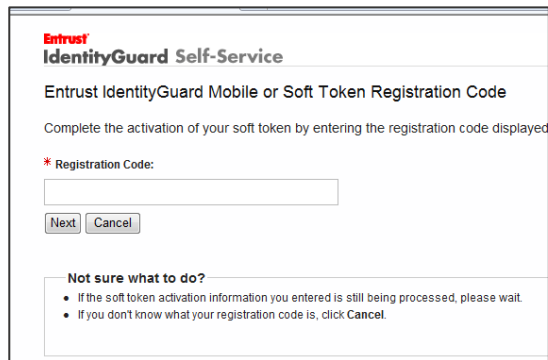 Entrust
IdentityGuard Self-Service
Entrust IdentityGuard Mobile or Soft Token Registration Code
Complete the activation of your soft token by entering the registration code displayed
* Registration Code:
Next Cancel
Not sure what to do?
• If the soft token activation information you entered is still being processed, please wait.
• If you don't know what your registration code is, click Cancel.